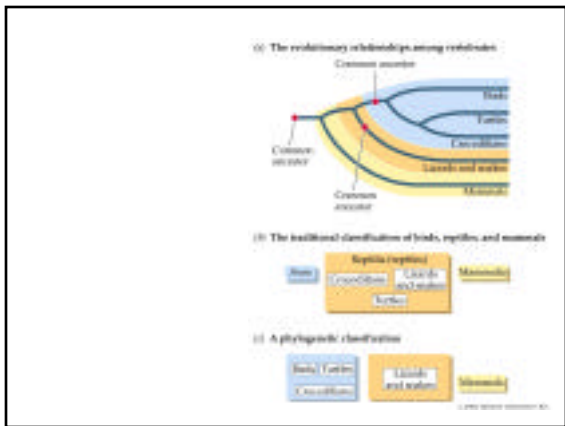 (a) The evolutionary relationships among vertebrates
Common ancestor
Birds
Turtles
Crocodilians
Common
ancestor
Lizards and snakes
Common
ancestor
Mammals
(b) The traditional classification of birds, reptiles, and mammals
Reptilia (reptiles)
Birds
Crocodilians
Lizards
and snakes
Mammals
Turtles
(c) A phylogenetic classification
Birds
Turtles
Lizards
and snakes
Crocodilians
Mammals